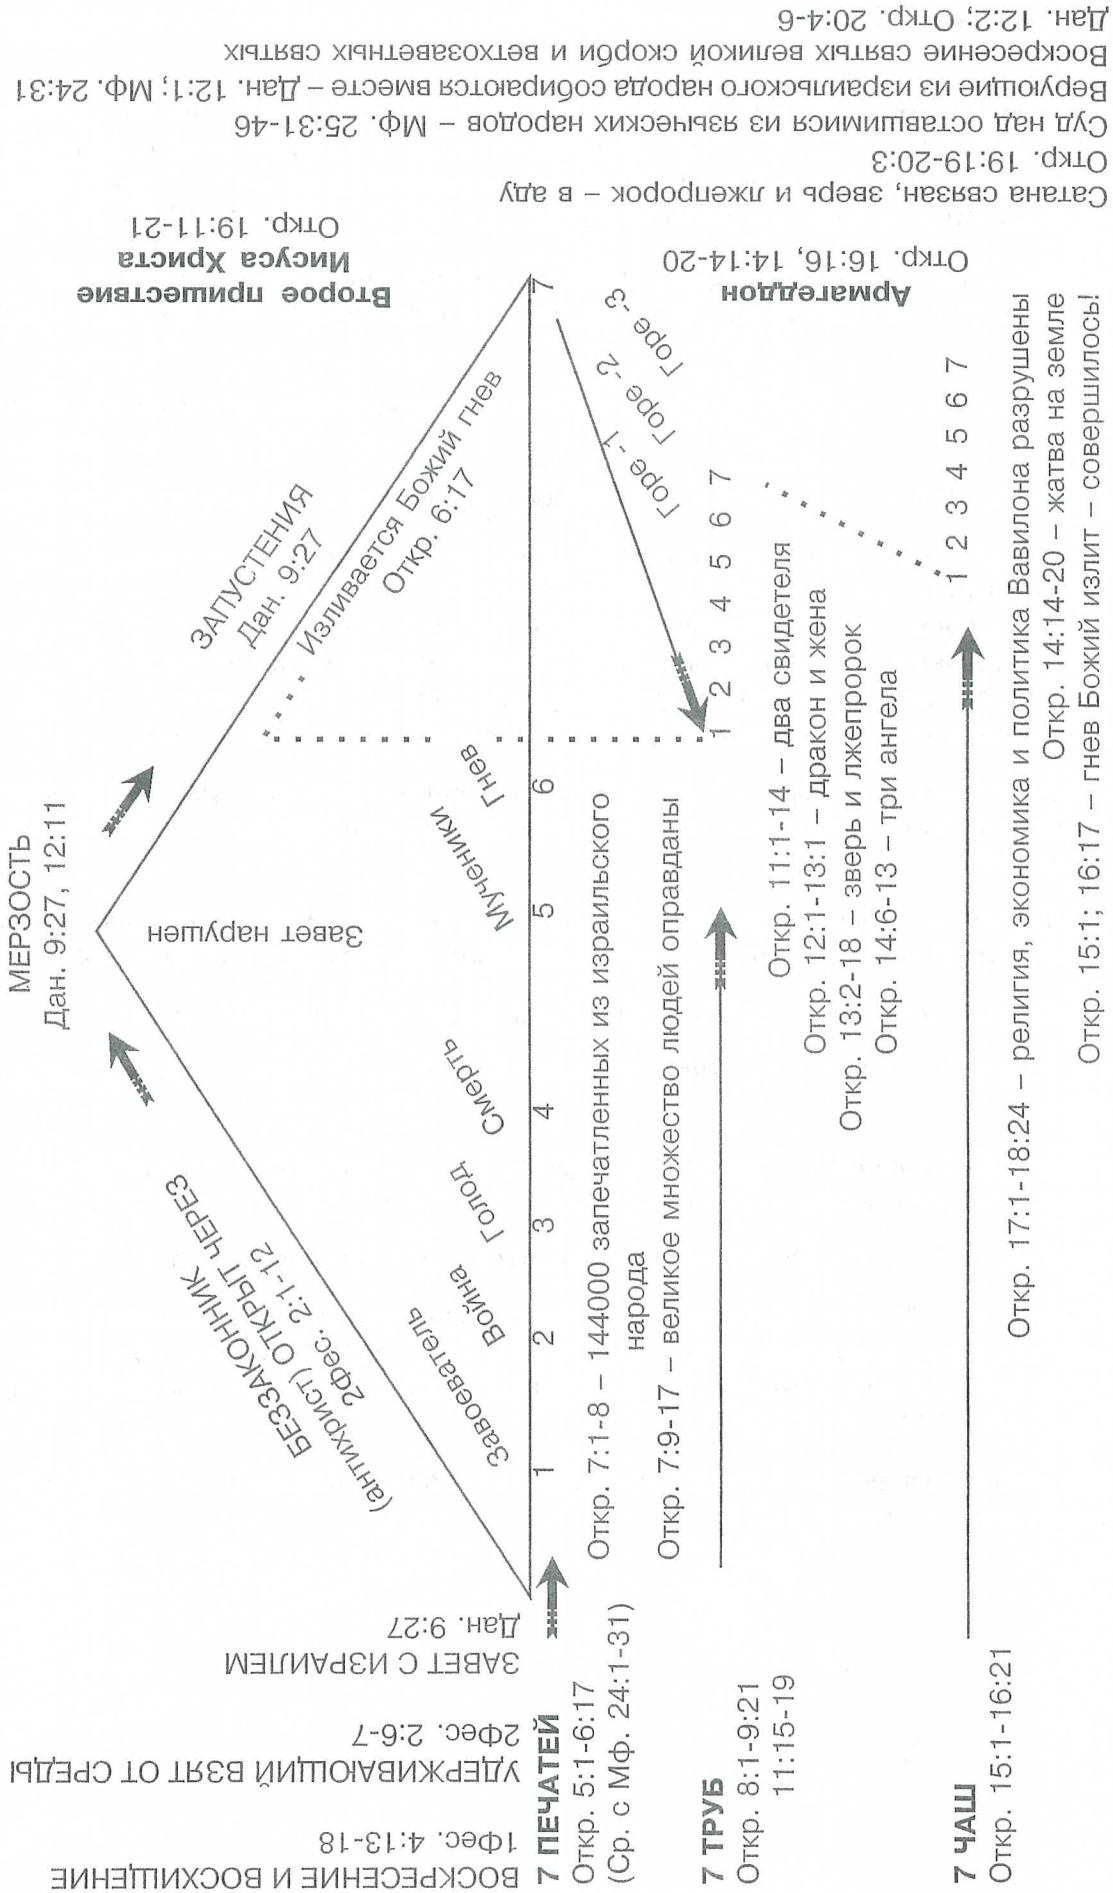 ВОСКРЕСЕНИЕ И ВОСХИЩЕНИЕ
1Фес. 4:13-18
УДЕРЖИВАЮЩИЙ ВЗЯТ ОТ СРЕДЫ
2Фес. 2:6-7
ЗАВЕТ С ИЗРАИЛЕМ
Дан. 9:27
БЕЗЗАКОННИК
(антихрист) ОТКРЫТ ЧЕРЕЗ
2Фес. 2:1-12
МЕРЗОСТЬ
Дан. 9:27, 12:11
Завет нарушен
ЗАПУСТЕНИЯ
Дан. 9:27
Изливается Божий гнев
Откр. 6:17
Второе пришествие
Иисуса Христа
Откр. 19:11-21
Завоеватель Война Голод Смерть Мученики Гнев
1 2 3 4 5 6 7
7 ПЕЧАТЕЙ
Откр. 5:1-6:17
(Ср. с Мф. 24:1-31)
Откр. 7:1-8 – 144000 запечатленных из израильского
народа
Откр. 7:9-17 – великое множество людей оправданы
Горе -1
Горе -2
Горе -3
7 ТРУБ
Откр. 8:1-9:21
11:15-19
1 2 3 4 5 6 7
Откр. 11:1-14 – два свидетеля
Откр. 12:1-13:1 – дракон и жена
Откр. 13:2-18 – зверь и лжепророк
Откр. 14:6-13 – три ангела
Армагеддон
Откр. 16:16, 14:14-20
7 ЧАШ
Откр. 15:1-16:21
1 2 3 4 5 6 7
Откр. 17:1-18:24 – религия, экономика и политика Вавилона разрушены
Откр. 14:14-20 – жатва на земле
Откр. 15:1; 16:17 – гнев Божий излит – совершилось!
Сатана связан, зверь и лжепророк – в аду
Откр. 19:19-20:3
Суд над оставшимися из языческих народов – Мф. 25:31-46
Верующие из израильского народа собираются вместе – Дан. 12:1; Мф. 24:31
Воскресение святых великой скорби и ветхозаветных святых
Дан. 12:2; Откр. 20:4-6